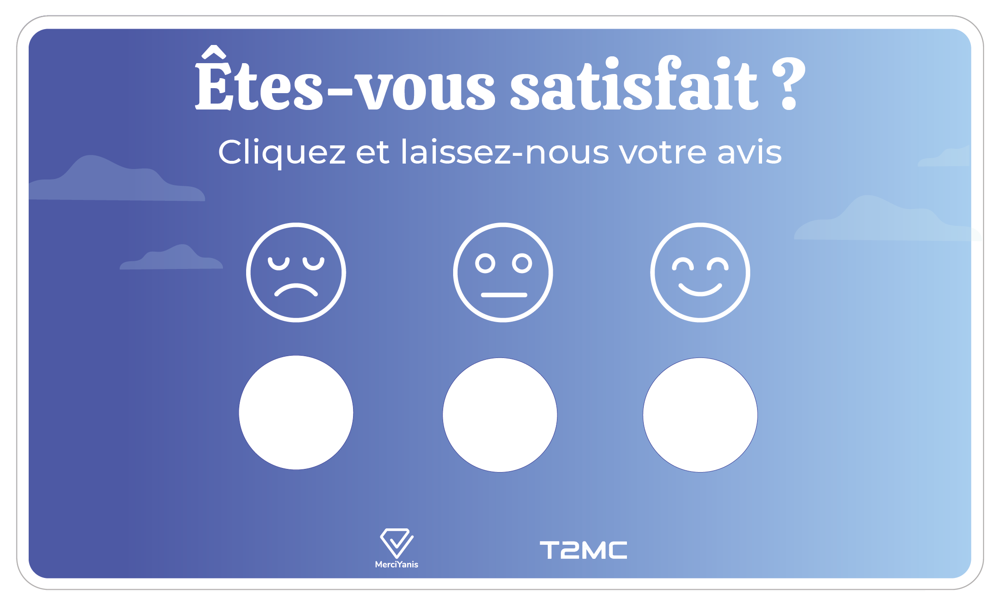 Êtes-vous satisfait ?
Cliquez et laissez-nous votre avis
MerciYanis
T2MC